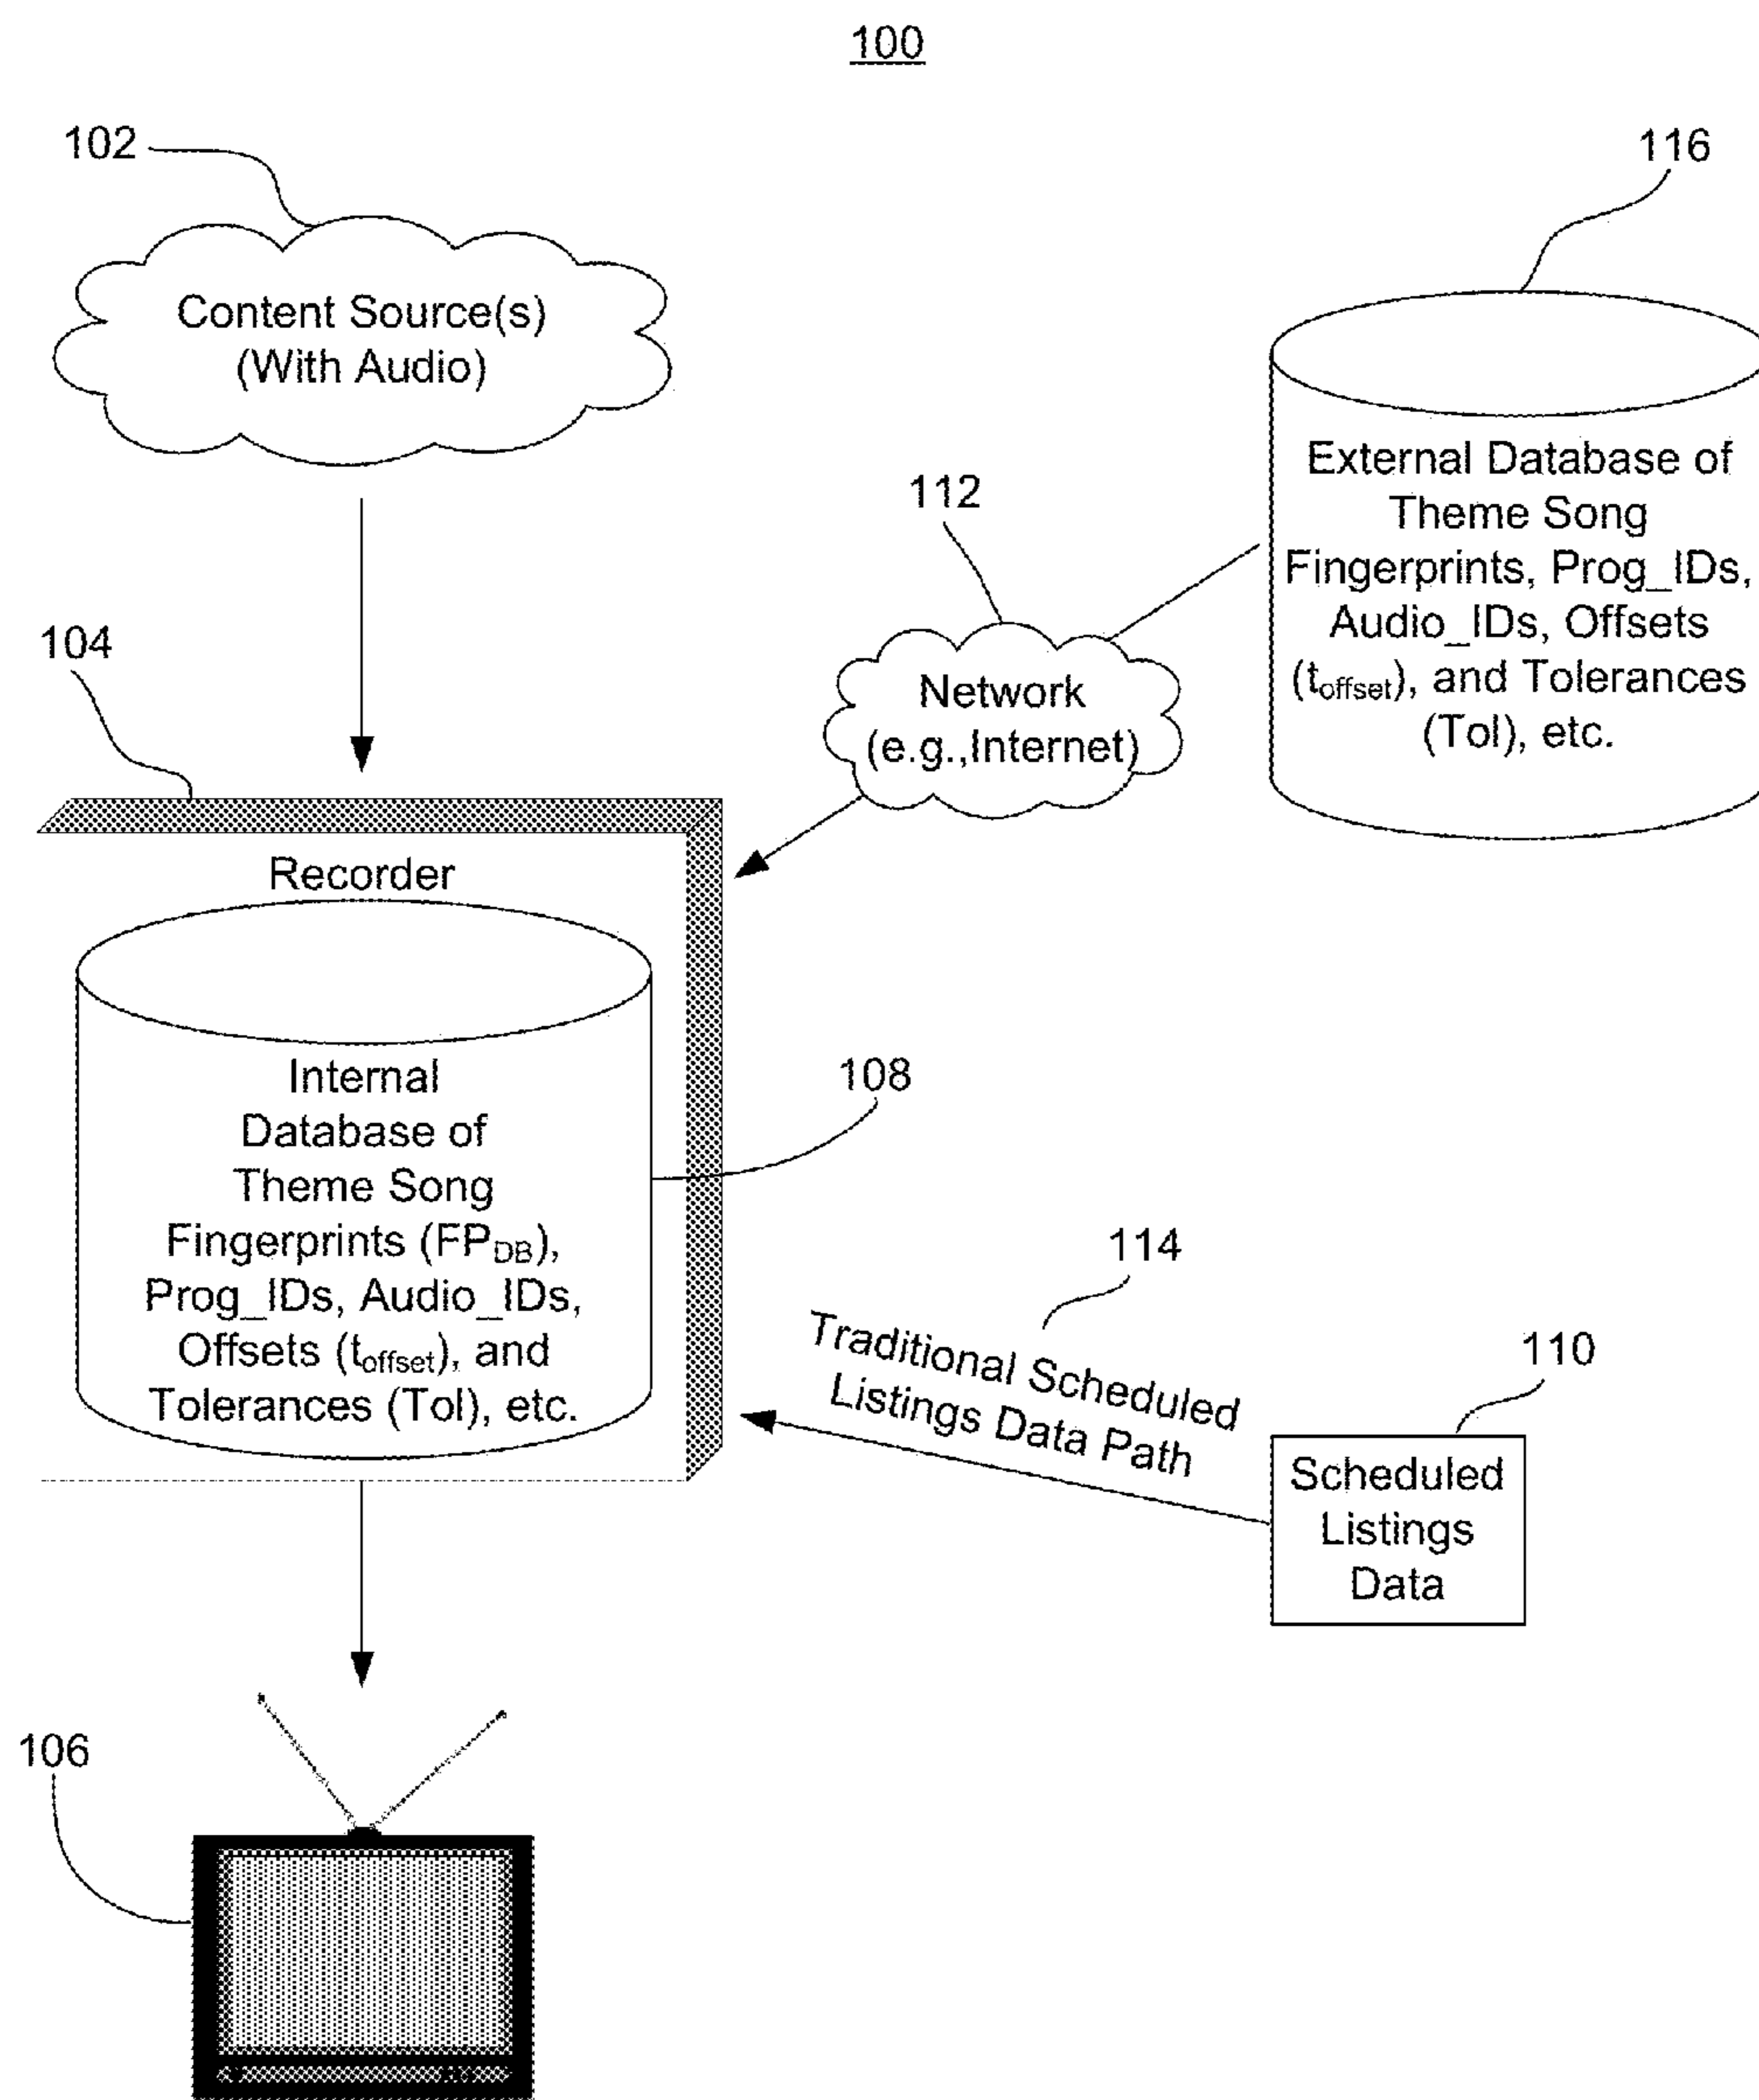 100
102
Content Source(s)
(With Audio)
116
External Database of
Theme Song
Fingerprints, Prog_IDs,
Audio_IDs, Offsets
(toffset), and Tolerances
(Tol), etc.
112
Network
(e.g.,Internet)
104
Recorder
Internal
Database of
Theme Song
Fingerprints (FPDB),
Prog_IDs, Audio_IDs,
Offsets (toffset), and
Tolerances (Tol), etc.
108
114
Traditional Scheduled
Listings Data Path
110
Scheduled
Listings
Data
106